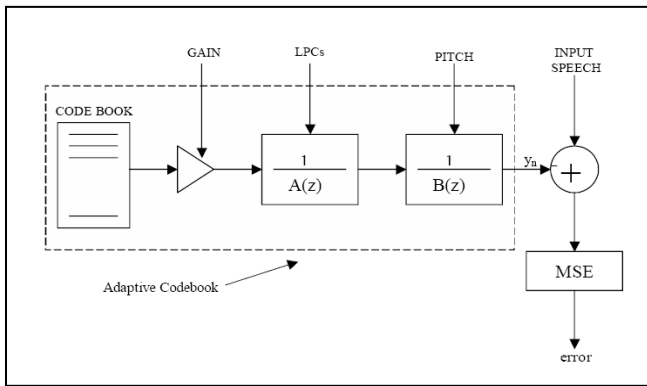 GAIN
LPCs
PITCH
INPUT
SPEECH
CODE BOOK
1
A(z)
1
B(z)
yn
-
+
MSE
Adaptive Codebook
error